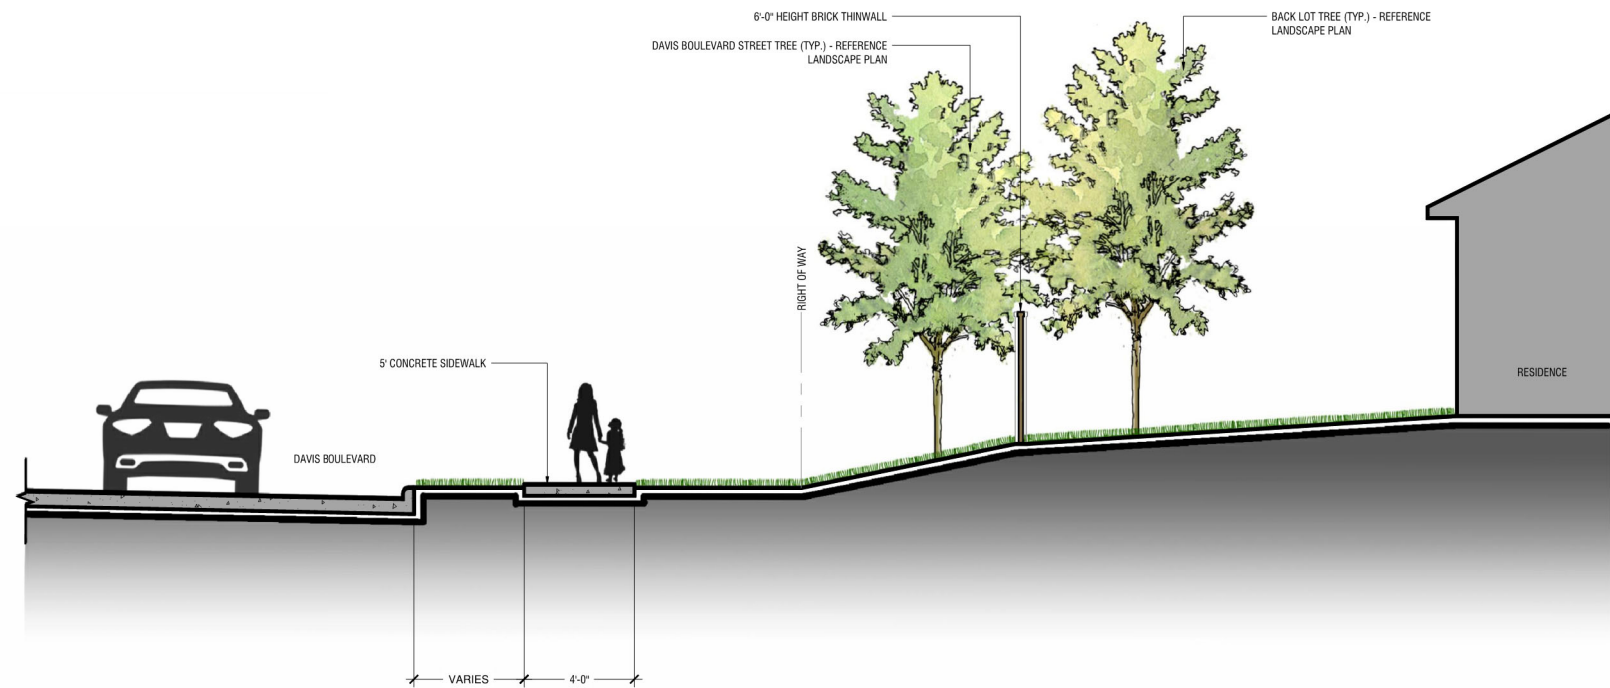 6'-0" HEIGHT BRICK THINWALL
BACK LOT TREE (TYP.) - REFERENCE
LANDSCAPE PLAN
DAVIS BOULEVARD STREET TREE (TYP.) - REFERENCE
LANDSCAPE PLAN
RIGHT OF WAY
5' CONCRETE SIDEWALK
RESIDENCE
DAVIS BOULEVARD
VARIES
4'-0"